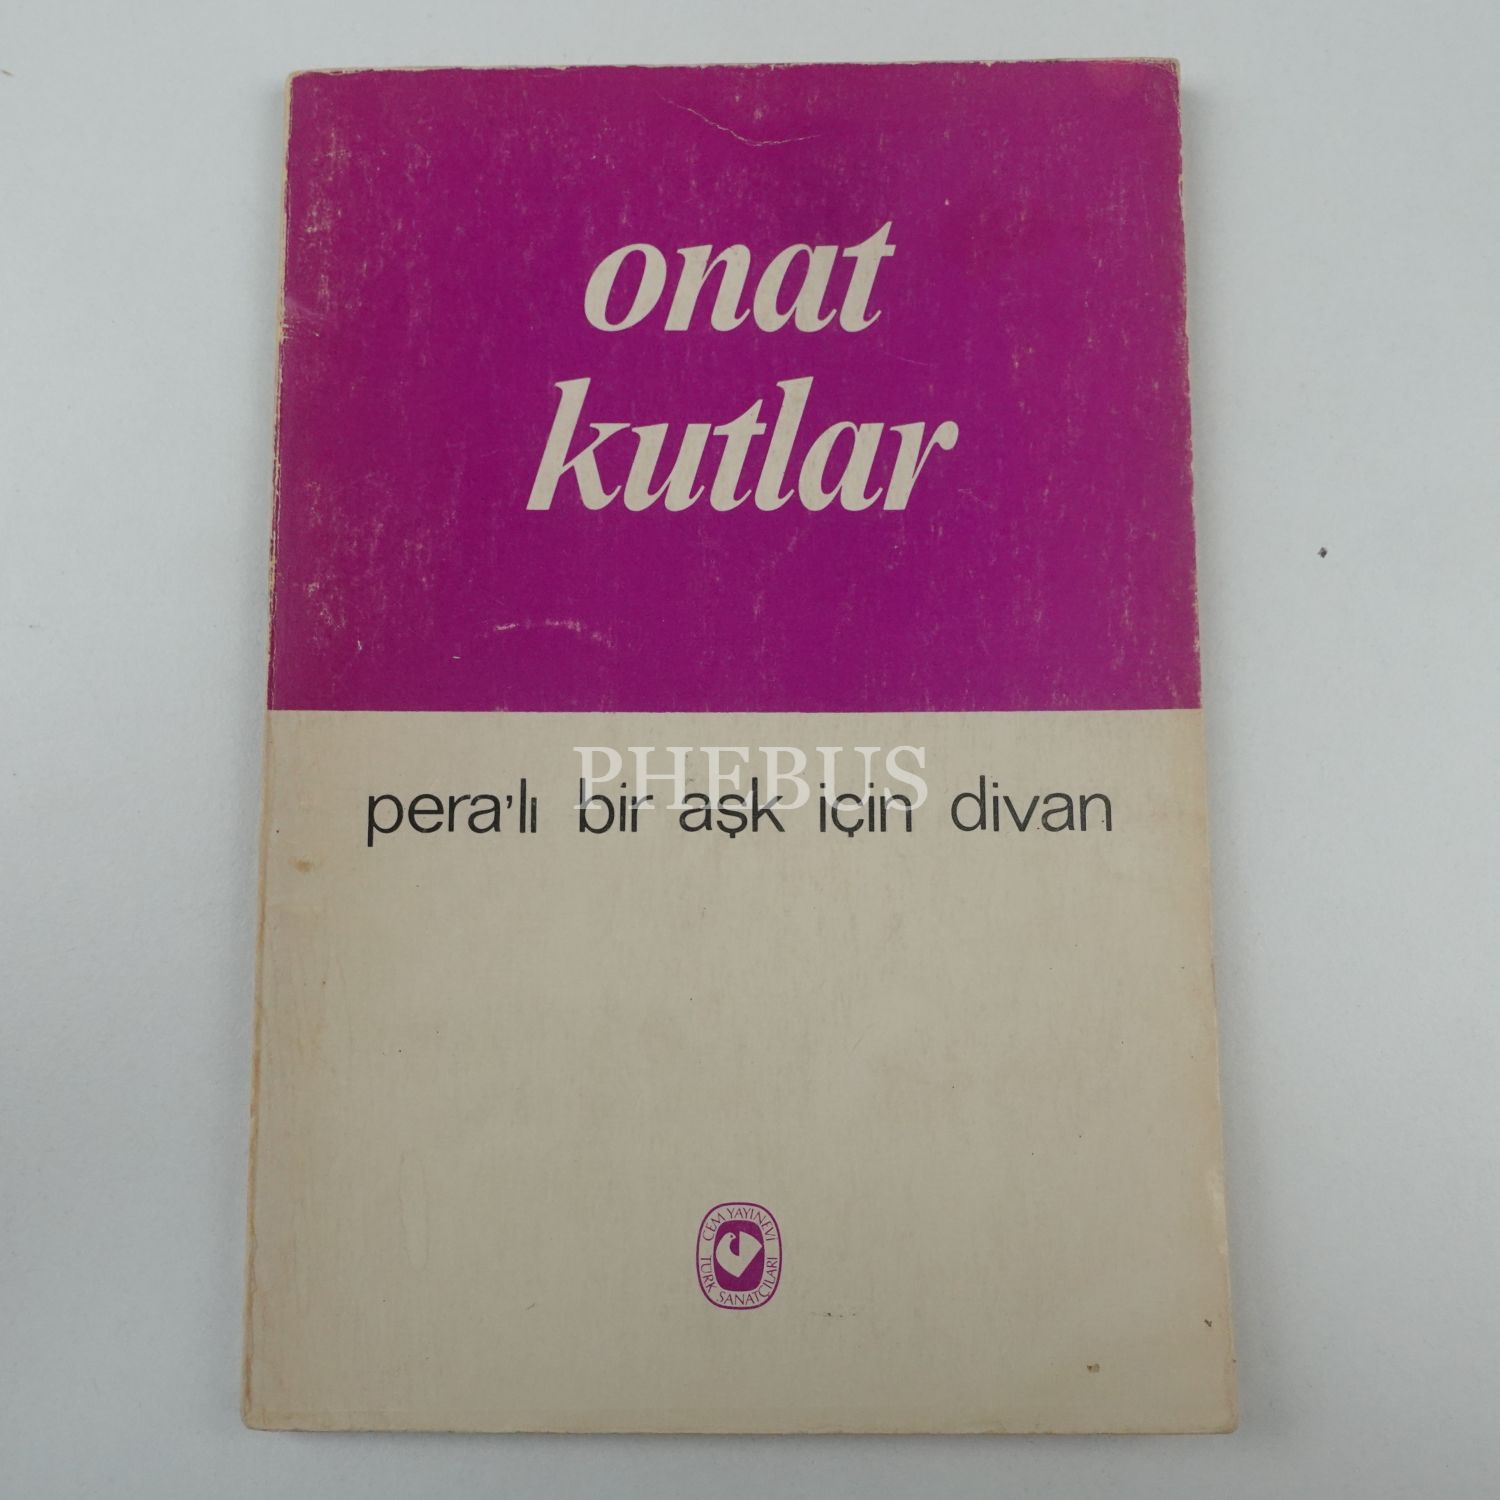 onat
kutlar
PHEBUS
pera'lı bir aşk için divan
CEM YAYINEVİ
TÜRK SANATÇILARI